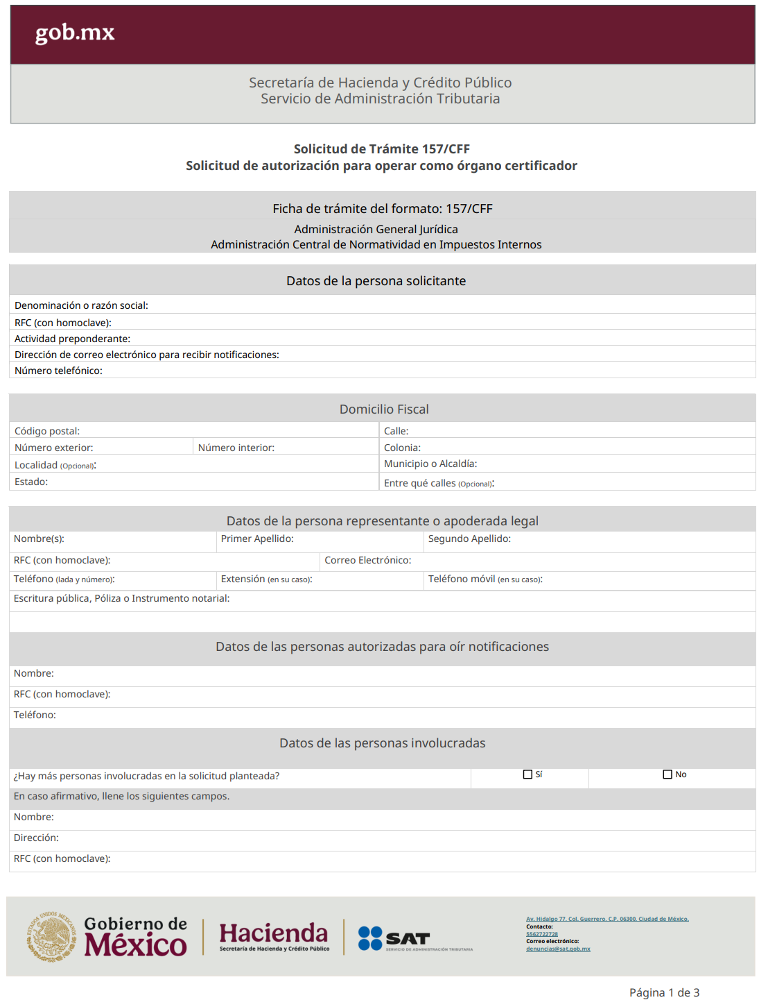 gob.mx
Secretaría de Hacienda y Crédito Público
Servicio de Administración Tributaria
Solicitud de Trámite 157/CFF
Solicitud de autorización para operar como órgano certificador
Ficha de trámite del formato: 157/CFF
Administración General Jurídica
Administración Central de Normatividad en Impuestos Internos
Datos de la persona solicitante
Denominación o razón social:
RFC (con homoclave):
Actividad preponderante:
Dirección de correo electrónico para recibir notificaciones:
Número telefónico:
Domicilio Fiscal
Código postal: Calle:
Número exterior: Número interior: Colonia:
Localidad (Opcional): Municipio o Alcaldía:
Estado: Entre qué calles (Opcional):
Datos de la persona representante o apoderada legal
Nombre(s): Primer Apellido: Segundo Apellido:
RFC (con homoclave): Correo Electrónico:
Teléfono (lada y número): Extensión (en su caso): Teléfono móvil (en su caso):
Escritura pública, Póliza o Instrumento notarial:
Datos de las personas autorizadas para oír notificaciones
Nombre:
RFC (con homoclave):
Teléfono:
Datos de las personas involucradas
¿Hay más personas involucradas en la solicitud planteada? Sí No
En caso afirmativo, llene los siguientes campos.
Nombre:
Dirección:
RFC (con homoclave):
ESTADOS UNIDOS MEXICANOS
Gobierno de
México
Hacienda
Secretaría de Hacienda y Crédito Público
SAT
SERVICIO DE ADMINISTRACIÓN TRIBUTARIA
Av. Hidalgo 77, Col. Guerrero, C.P. 06300, Ciudad de México.
Contacto:
5562722728
Correo electrónico:
denuncias@sat.gob.mx
Página 1 de 3